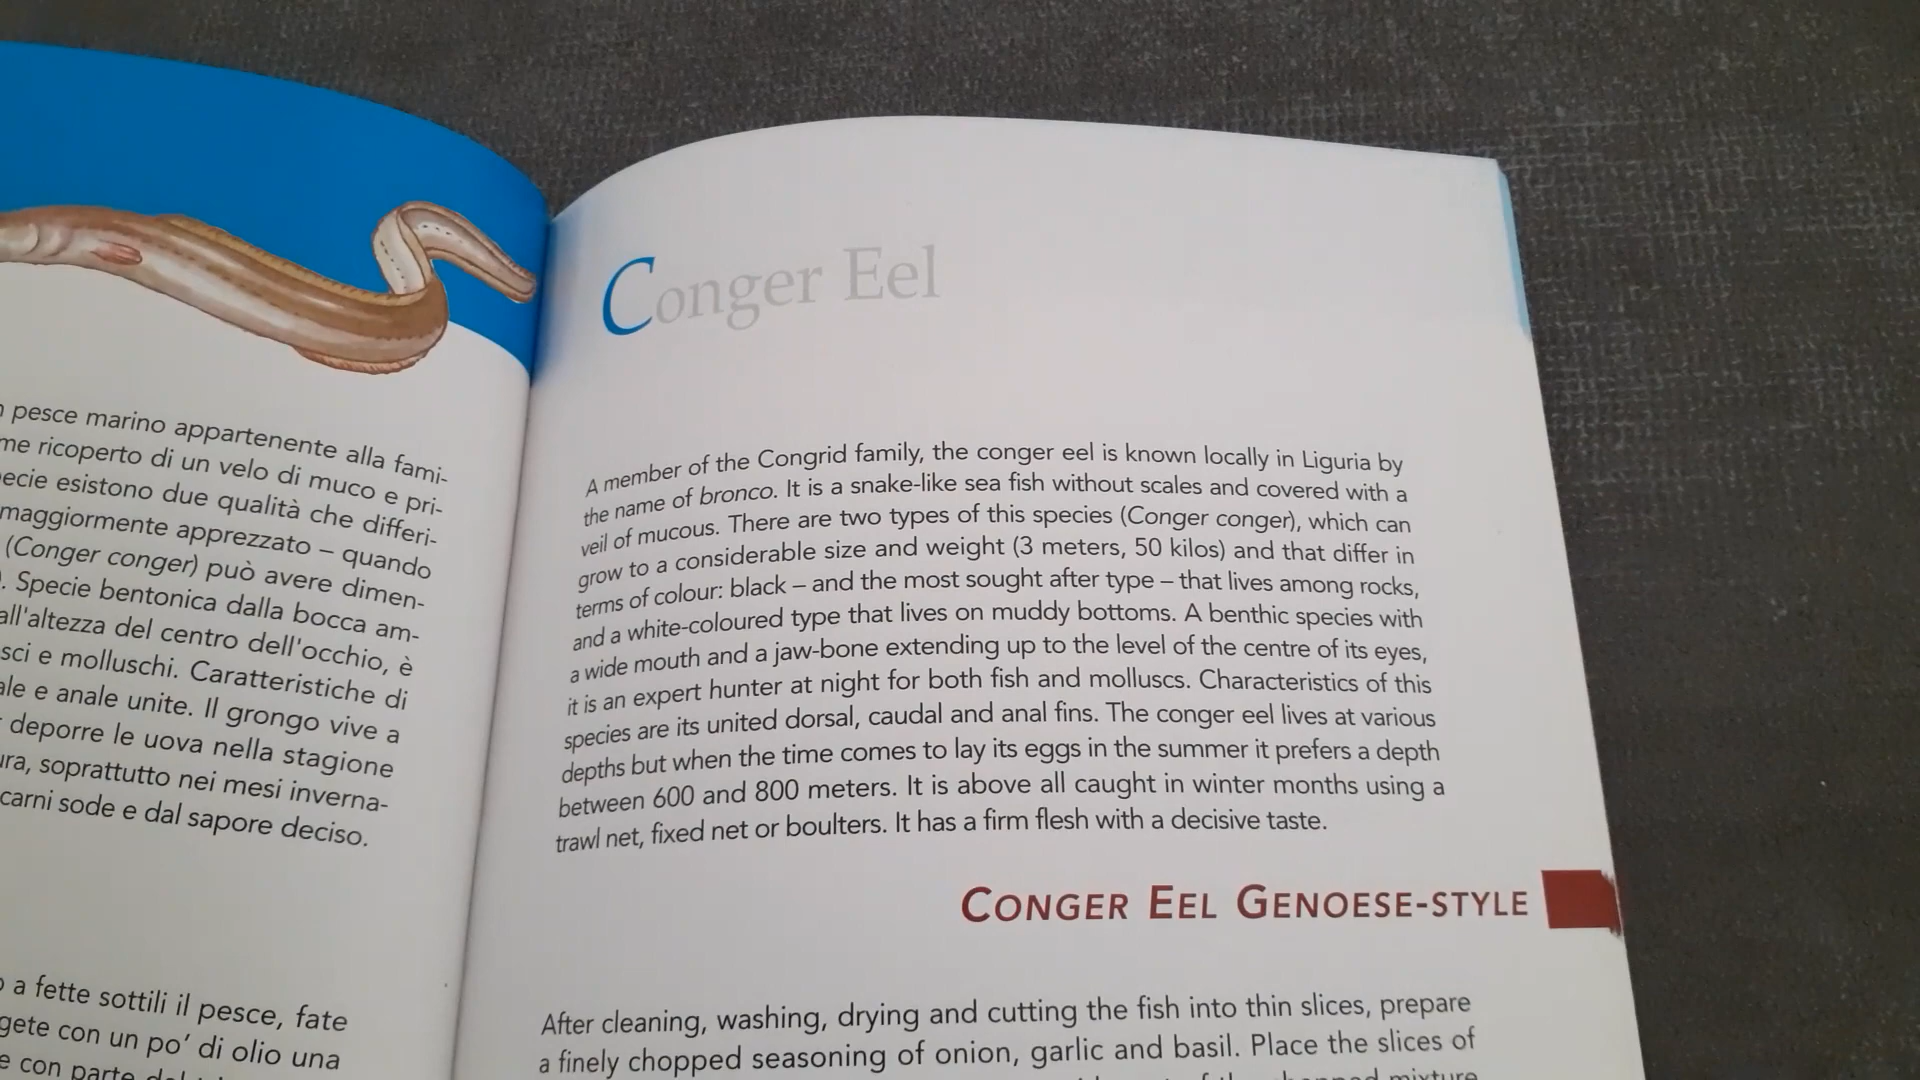 n pesce marino appartenente alla fami-
me ricoperto di un velo di muco e pri-
ecie esistono due qualità che differi-
maggiormente apprezzato – quando
(Conger conger) può avere dimen-
). Specie bentonica dalla bocca am-
all'altezza del centro dell'occhio, è
sci e molluschi. Caratteristiche di
ale e anale unite. Il grongo vive a
deporre le uova nella stagione
ura, soprattutto nei mesi inverna-
carni sode e dal sapore deciso.
a fette sottili il pesce, fate
gete con un po' di olio una
e con parte
Conger Eel
A member of the Congrid family, the conger eel is known locally in Liguria by
the name of bronco. It is a snake-like sea fish without scales and covered with a
veil of mucous. There are two types of this species (Conger conger), which can
grow to a considerable size and weight (3 meters, 50 kilos) and that differ in
terms of colour: black – and the most sought after type – that lives among rocks,
and a white-coloured type that lives on muddy bottoms. A benthic species with
a wide mouth and a jaw-bone extending up to the level of the centre of its eyes,
it is an expert hunter at night for both fish and molluscs. Characteristics of this
species are its united dorsal, caudal and anal fins. The conger eel lives at various
depths but when the time comes to lay its eggs in the summer it prefers a depth
between 600 and 800 meters. It is above all caught in winter months using a
trawl net, fixed net or boulters. It has a firm flesh with a decisive taste.
CONGER EEL GENOESE-STYLE
After cleaning, washing, drying and cutting the fish into thin slices, prepare
a finely chopped seasoning of onion, garlic and basil. Place the slices of
chopped mixture